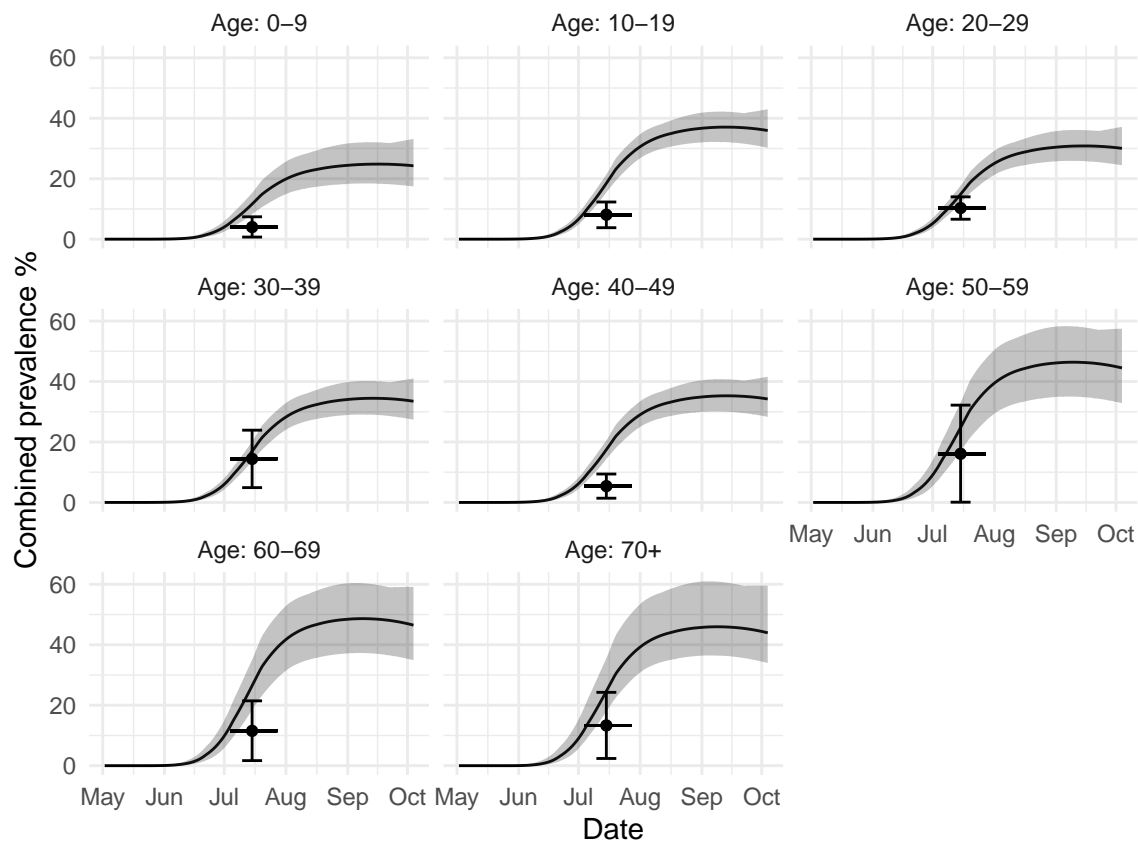 Age: 0–9 Age: 10–19 Age: 20–29
60
40
20
0
Age: 30–39 Age: 40–49 Age: 50–59
60
40
20
0
May Jun Jul Aug Sep Oct
Age: 60–69 Age: 70+
60
40
20
0
May Jun Jul Aug Sep Oct May Jun Jul Aug Sep Oct
Date
Combined prevalence %